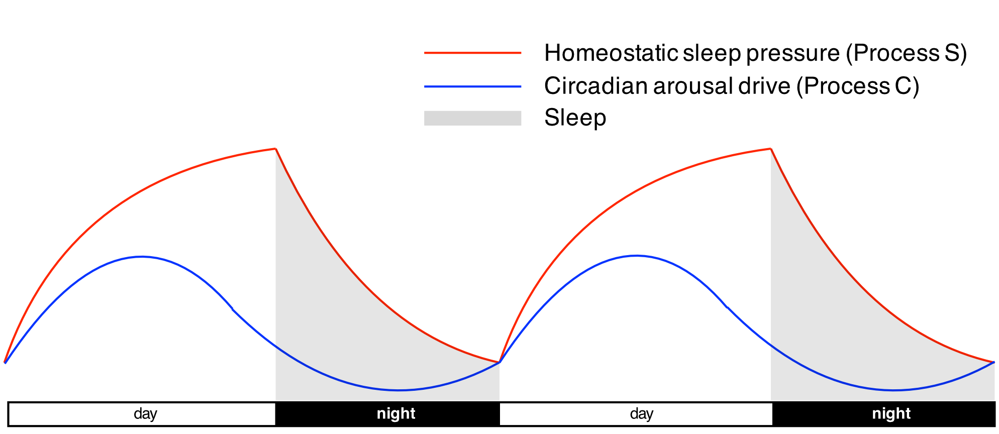 Homeostatic sleep pressure (Process S)
Circadian arousal drive (Process C)
Sleep
day night day night